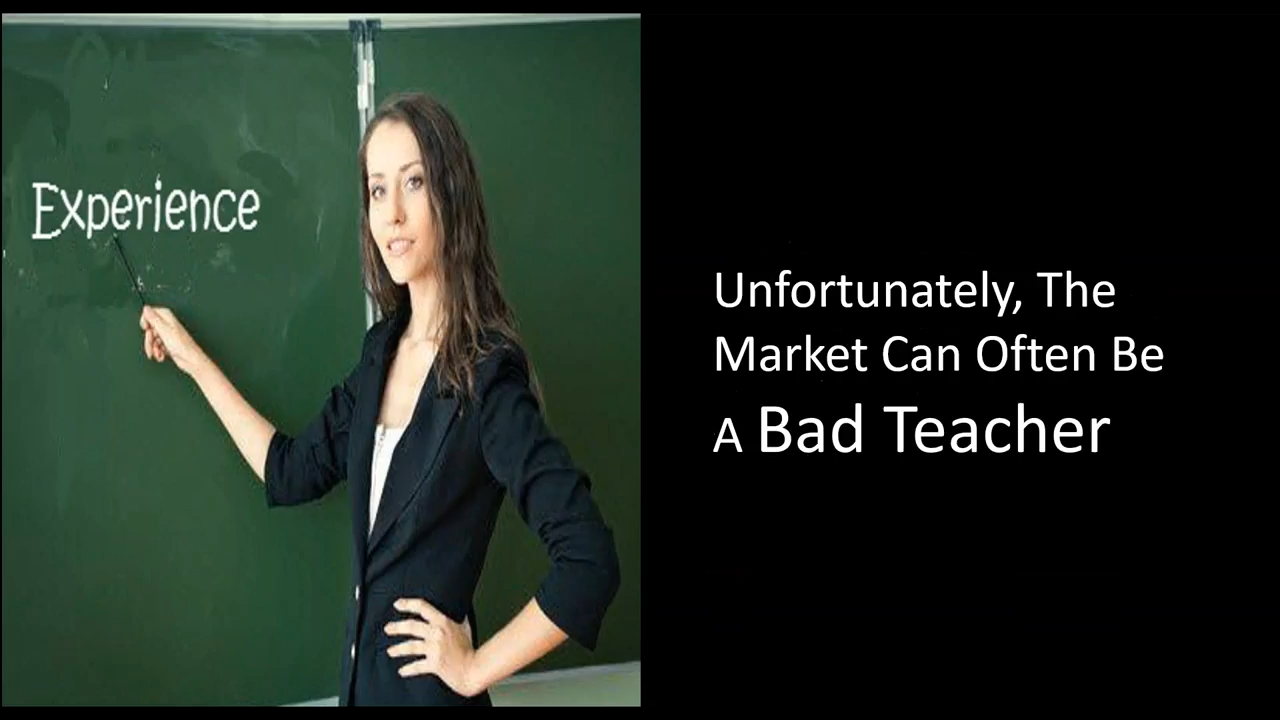 Experience
Unfortunately, The
Market Can Often Be
A Bad Teacher